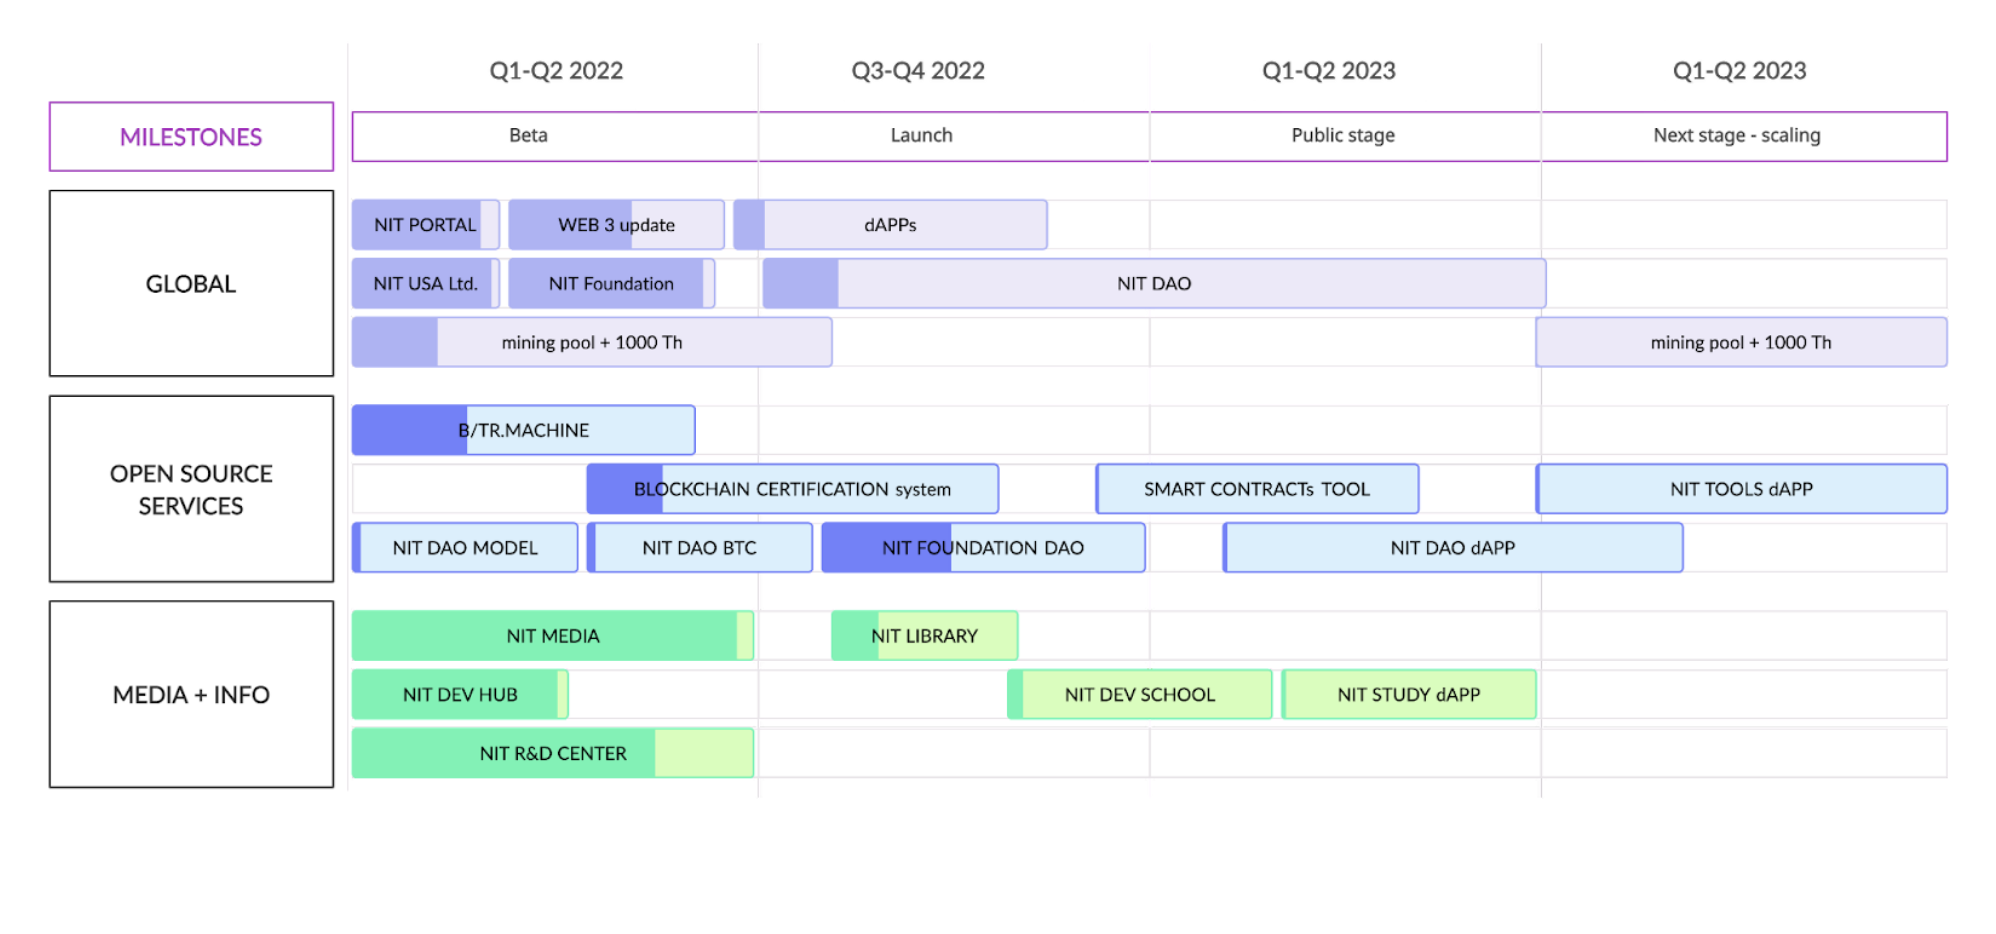 Q1-Q2 2022
Q3-Q4 2022
Q1-Q2 2023
Q1-Q2 2023
MILESTONES
Beta
Launch
Public stage
Next stage - scaling
GLOBAL
NIT PORTAL
WEB 3 update
dAPPs
NIT USA Ltd.
NIT Foundation
NIT DAO
mining pool + 1000 Th
mining pool + 1000 Th
OPEN SOURCE
SERVICES
B/TR.MACHINE
BLOCKCHAIN CERTIFICATION system
SMART CONTRACTs TOOL
NIT TOOLS dAPP
NIT DAO MODEL
NIT DAO BTC
NIT FOUNDATION DAO
NIT DAO dAPP
MEDIA + INFO
NIT MEDIA
NIT LIBRARY
NIT DEV HUB
NIT DEV SCHOOL
NIT STUDY dAPP
NIT R&D CENTER